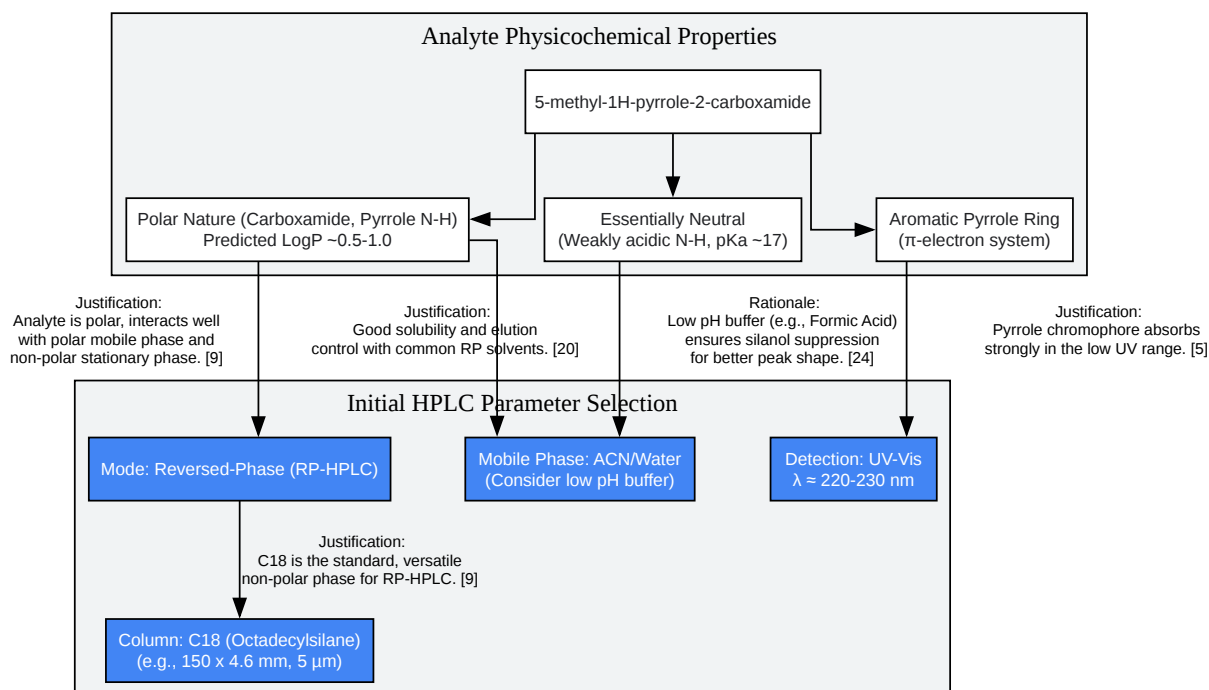 Analyte Physicochemical Properties
5-methyl-1H-pyrrole-2-carboxamide
Polar Nature (Carboxamide, Pyrrole N-H)
Predicted LogP ~0.5-1.0
Essentially Neutral
(Weakly acidic N-H, pKa ~17)
Aromatic Pyrrole Ring
(π-electron system)
Justification:
Analyte is polar, interacts well
with polar mobile phase and
non-polar stationary phase. [9]
Justification:
Good solubility and elution
control with common RP solvents. [20]
Rationale:
Low pH buffer (e.g., Formic Acid)
ensures silanol suppression
for better peak shape. [24]
Justification:
Pyrrole chromophore absorbs
strongly in the low UV range. [5]
Initial HPLC Parameter Selection
Mode: Reversed-Phase (RP-HPLC)
Mobile Phase: ACN/Water
(Consider low pH buffer)
Detection: UV-Vis
λ ≈ 220-230 nm
Justification:
C18 is the standard, versatile
non-polar phase for RP-HPLC. [9]
Column: C18 (Octadecylsilane)
(e.g., 150 x 4.6 mm, 5 µm)